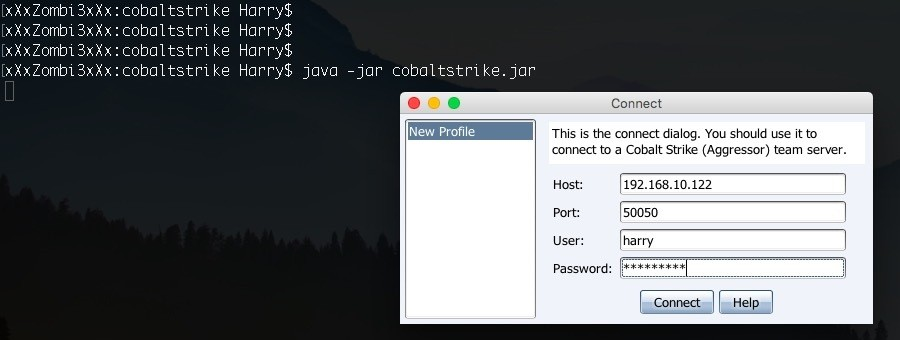 [xXxZombi3xXx:cobaltstrike Harry$
[xXxZombi3xXx:cobaltstrike Harry$
[xXxZombi3xXx:cobaltstrike Harry$
[xXxZombi3xXx:cobaltstrike Harry$ java -jar cobaltstrike.jar
Connect
New Profile
This is the connect dialog. You should use it to
connect to a Cobalt Strike (Aggressor) team server.
Host: 192.168.10.122
Port: 50050
User: harry
Password: *********
Connect Help